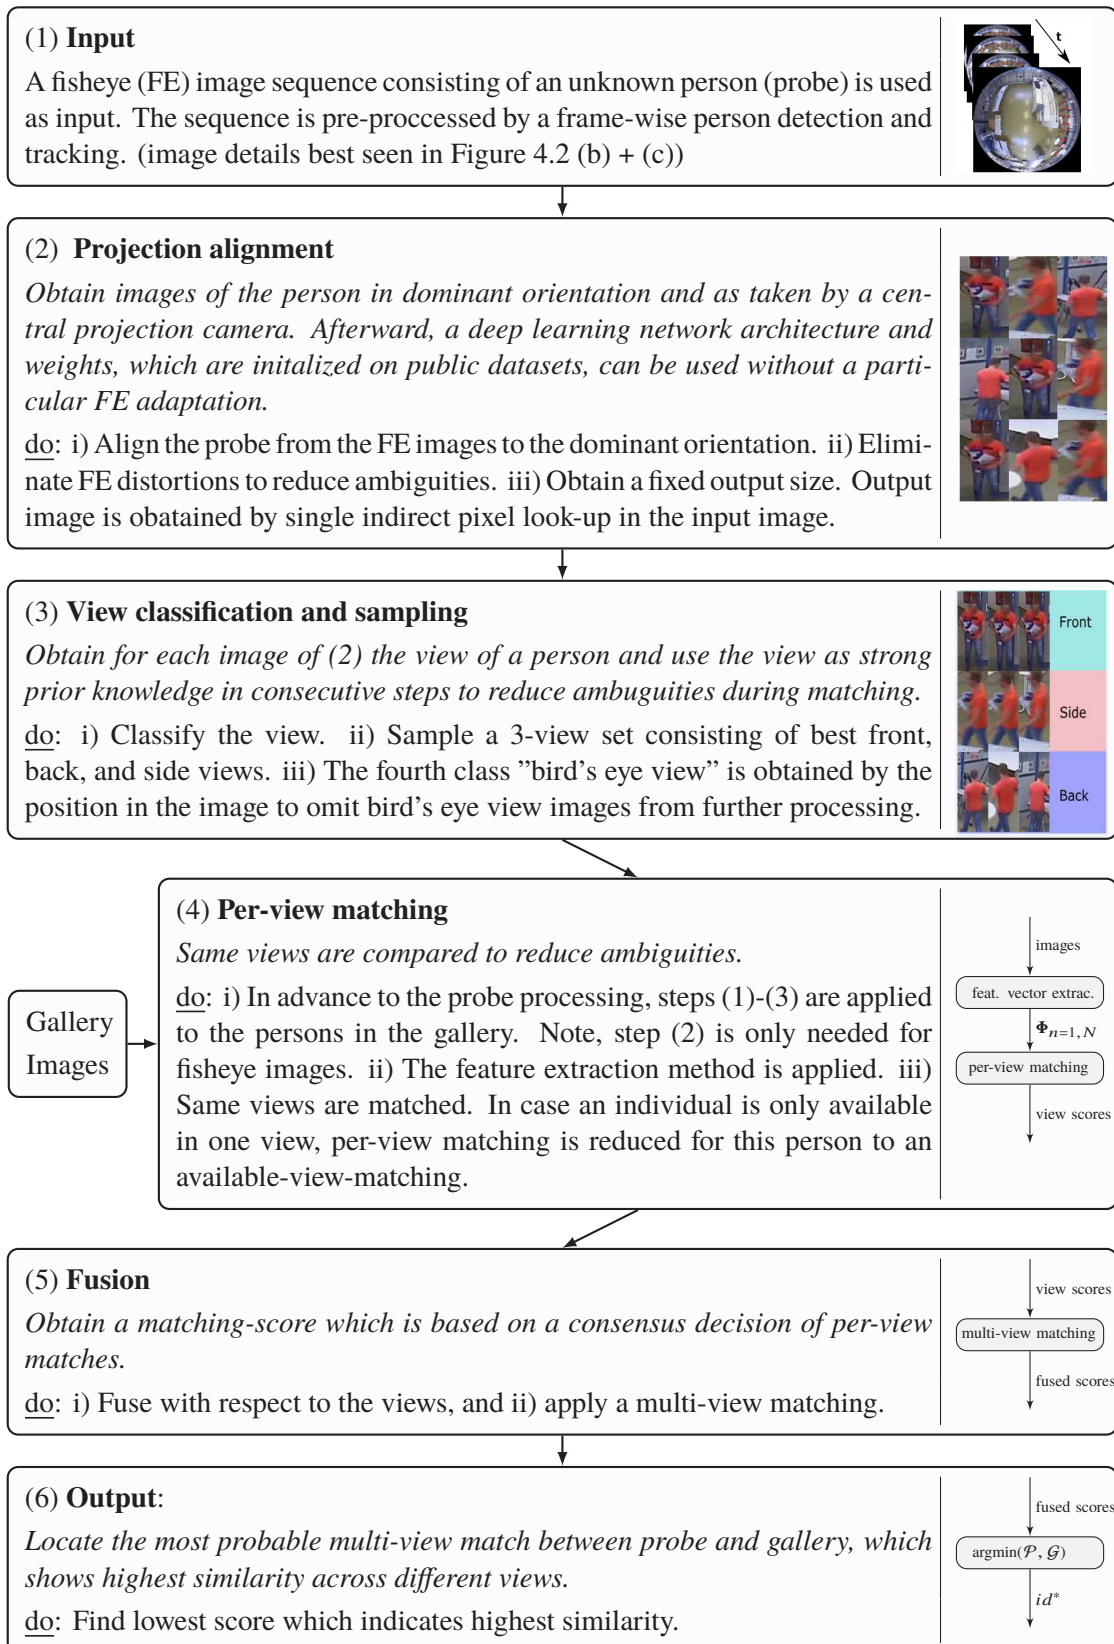 (1) Input
A fisheye (FE) image sequence consisting of an unknown person (probe) is used
as input. The sequence is pre-proccessed by a frame-wise person detection and
tracking. (image details best seen in Figure 4.2 (b) + (c))
t
(2) Projection alignment
Obtain images of the person in dominant orientation and as taken by a cen-
tral projection camera. Afterward, a deep learning network architecture and
weights, which are initalized on public datasets, can be used without a parti-
cular FE adaptation.
do: i) Align the probe from the FE images to the dominant orientation. ii) Elimi-
nate FE distortions to reduce ambiguities. iii) Obtain a fixed output size. Output
image is obatained by single indirect pixel look-up in the input image.
(3) View classification and sampling
Obtain for each image of (2) the view of a person and use the view as strong
prior knowledge in consecutive steps to reduce ambuguities during matching.
do: i) Classify the view. ii) Sample a 3-view set consisting of best front,
back, and side views. iii) The fourth class ”bird’s eye view” is obtained by the
position in the image to omit bird’s eye view images from further processing.
Front
Side
Back
Gallery
Images
(4) Per-view matching
Same views are compared to reduce ambiguities.
do: i) In advance to the probe processing, steps (1)-(3) are applied
to the persons in the gallery. Note, step (2) is only needed for
fisheye images. ii) The feature extraction method is applied. iii)
Same views are matched. In case an individual is only available
in one view, per-view matching is reduced for this person to an
available-view-matching.
images
feat. vector extrac.
Φn=1,N
per-view matching
view scores
(5) Fusion
Obtain a matching-score which is based on a consensus decision of per-view
matches.
do: i) Fuse with respect to the views, and ii) apply a multi-view matching.
view scores
multi-view matching
fused scores
(6) Output:
Locate the most probable multi-view match between probe and gallery, which
shows highest similarity across different views.
do: Find lowest score which indicates highest similarity.
fused scores
argmin(𝒫, 𝒢)
id*